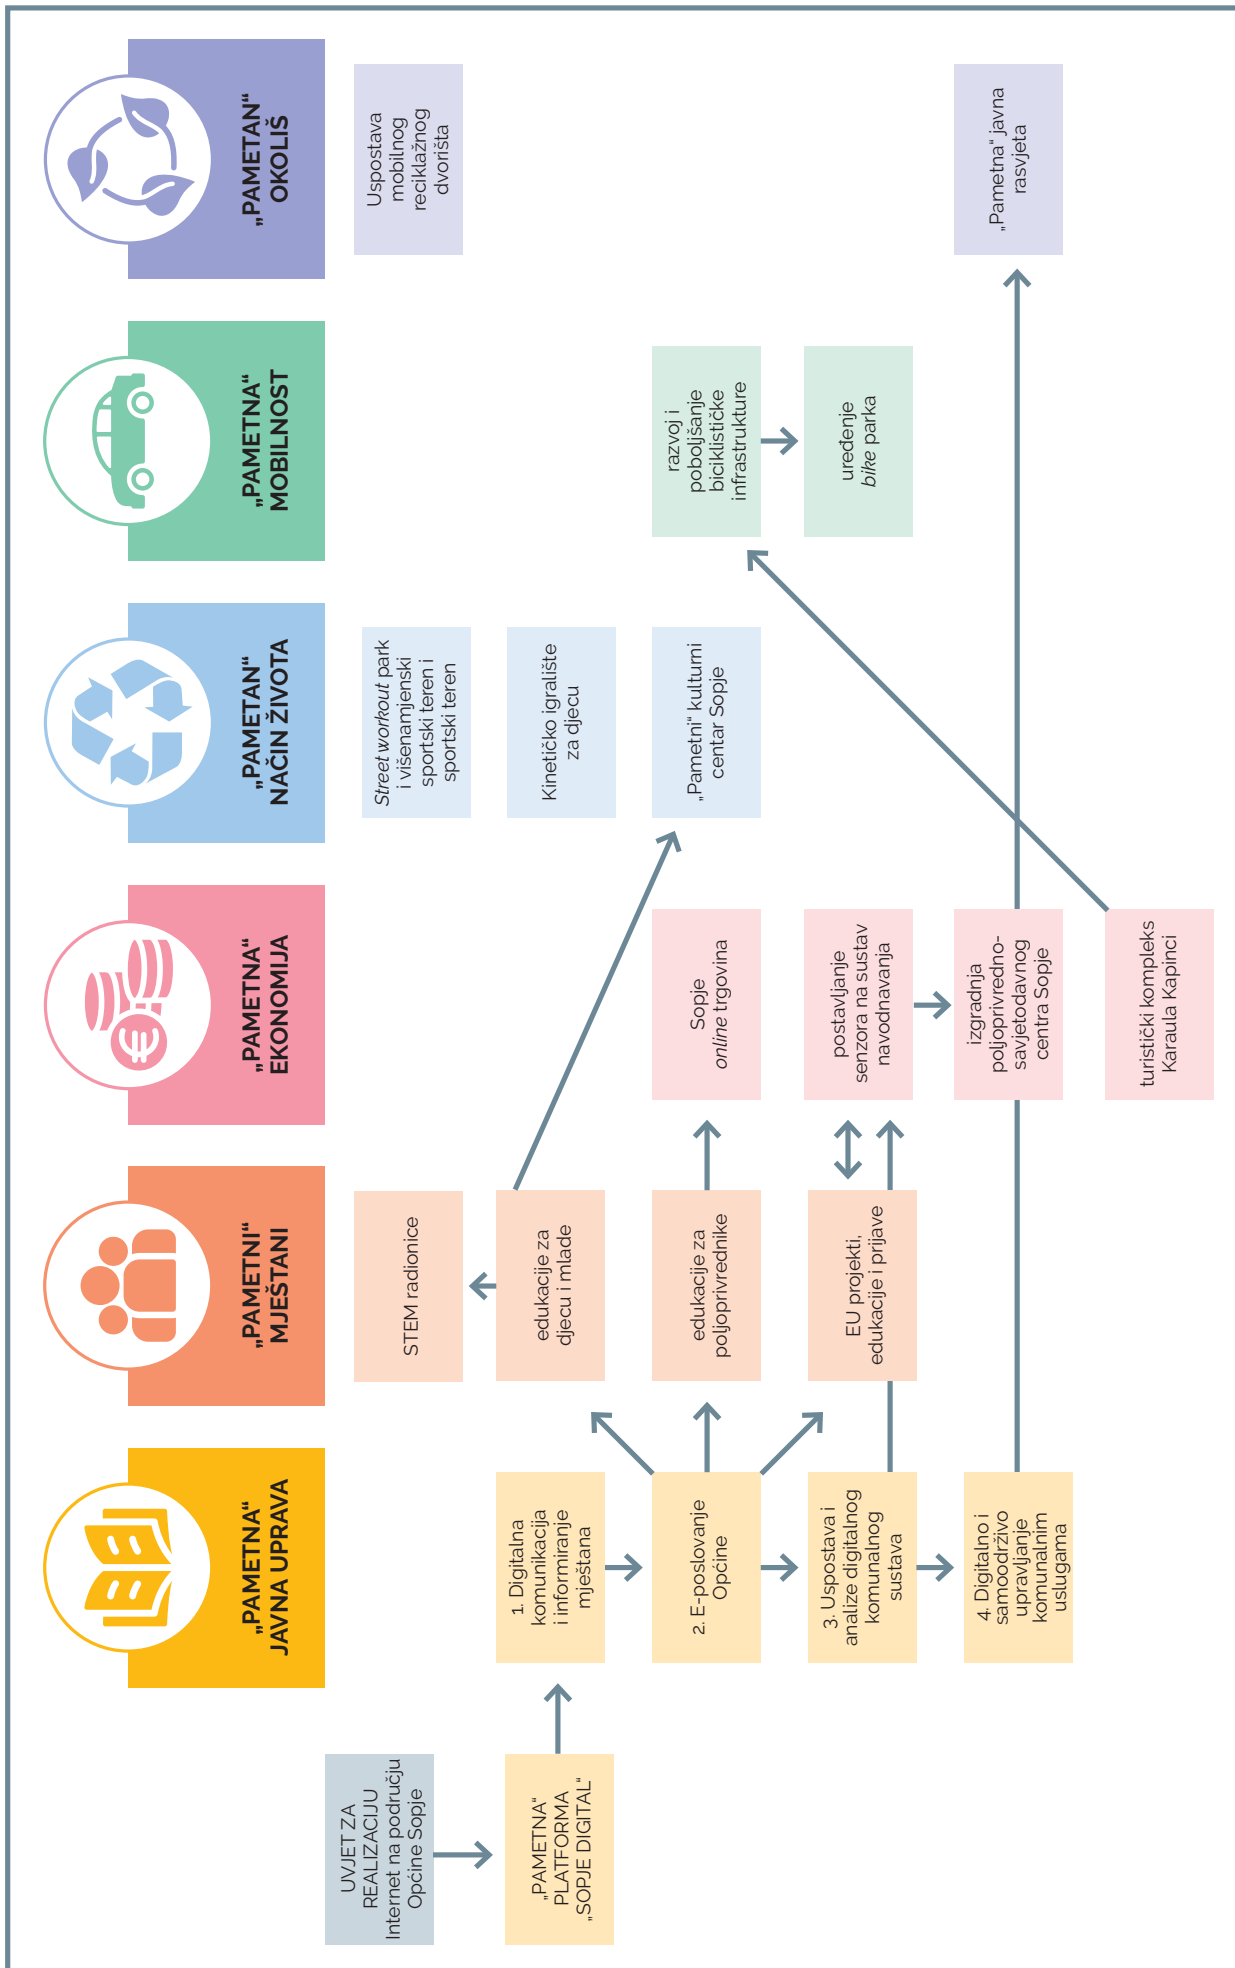 „PAMETNA“
JAVNA UPRAVA
„PAMETNI“
MJEŠTANI
„PAMETNA“
EKONOMIJA
„PAMETAN“
NAČIN ŽIVOTA
„PAMETNA“
MOBILNOST
„PAMETAN“
OKOLIŠ
UVJET ZA
REALIZACIJU
Internet na području
Općine Sopje
„PAMETNA“
PLATFORMA
„SOPJE DIGITAL“
1. Digitalna
komunikacija
i informiranje
mještana
2. E-poslovanje
Općine
3. Uspostava i
analize digitalnog
komunalnog
sustava
4. Digitalno i
samoodrživo
upravljanje
komunalnim
uslugama
STEM radionice
edukacije za
djecu i mlade
edukacije za
poljoprivrednike
EU projekti,
edukacije i prijave
Sopje
online trgovina
postavljanje
senzora na sustav
navodnavanja
izgradnja
poljoprivredno-
savjetodavnog
centra Sopje
turistički kompleks
Karaula Kapinci
Street workout park
i višenamjenski
sportski teren i
sportski teren
Kinetičko igralište
za djecu
„Pametni“ kulturni
centar Sopje
razvoj i
poboljšanje
biciklističke
infrastrukture
uređenje
bike parka
Uspostava
mobilnog
reciklažnog
dvorišta
„Pametna“ javna
rasvjeta